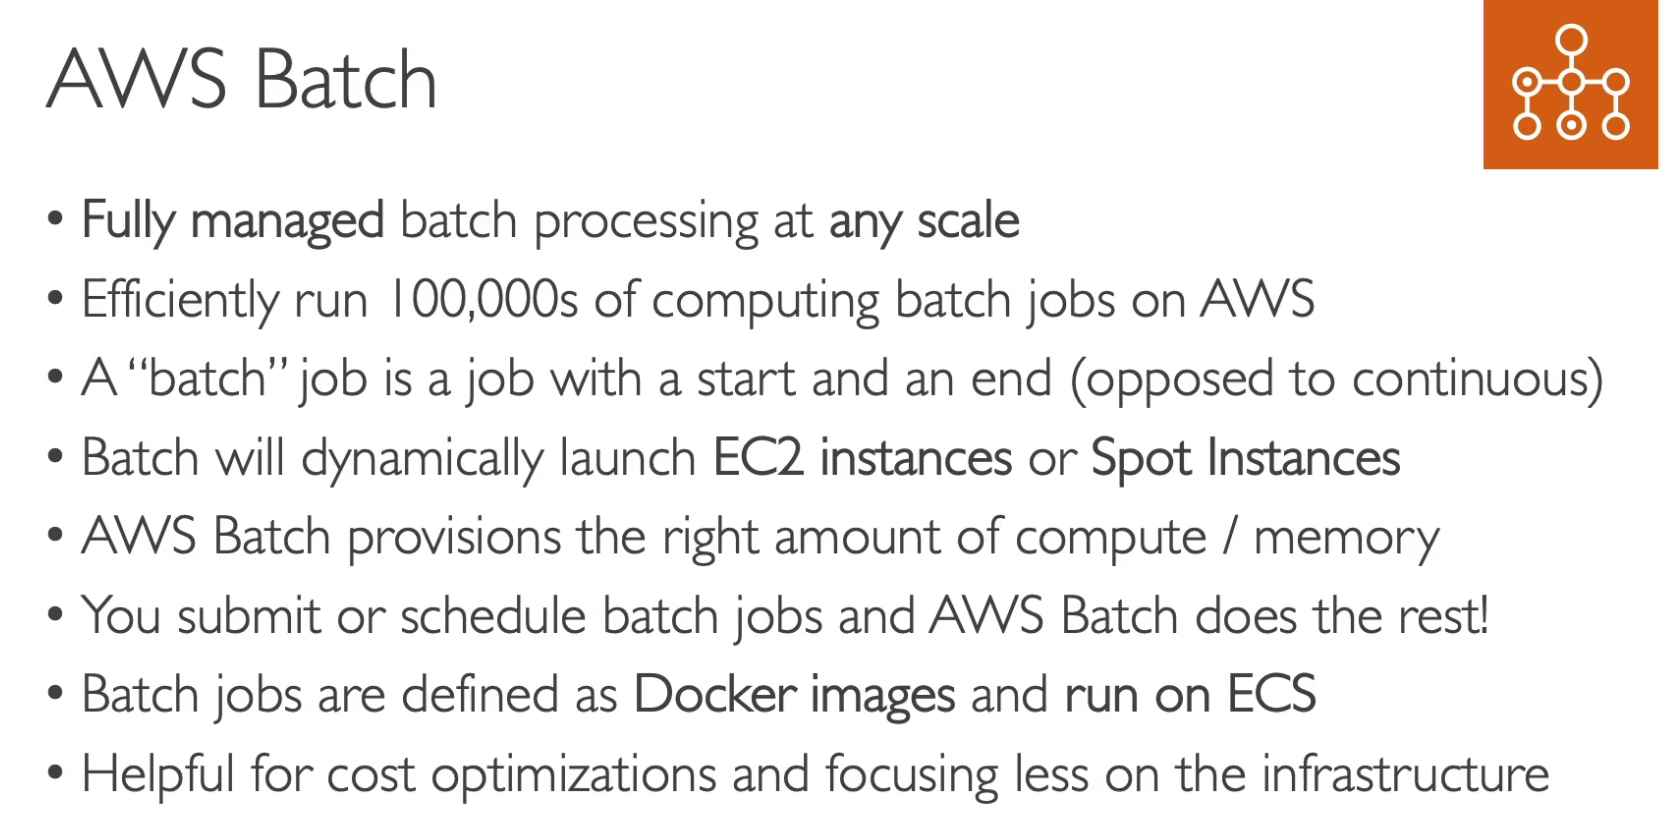 AWS Batch
• Fully managed batch processing at any scale
• Efficiently run 100,000s of computing batch jobs on AWS
• A “batch” job is a job with a start and an end (opposed to continuous)
• Batch will dynamically launch EC2 instances or Spot Instances
• AWS Batch provisions the right amount of compute / memory
• You submit or schedule batch jobs and AWS Batch does the rest!
• Batch jobs are defined as Docker images and run on ECS
• Helpful for cost optimizations and focusing less on the infrastructure